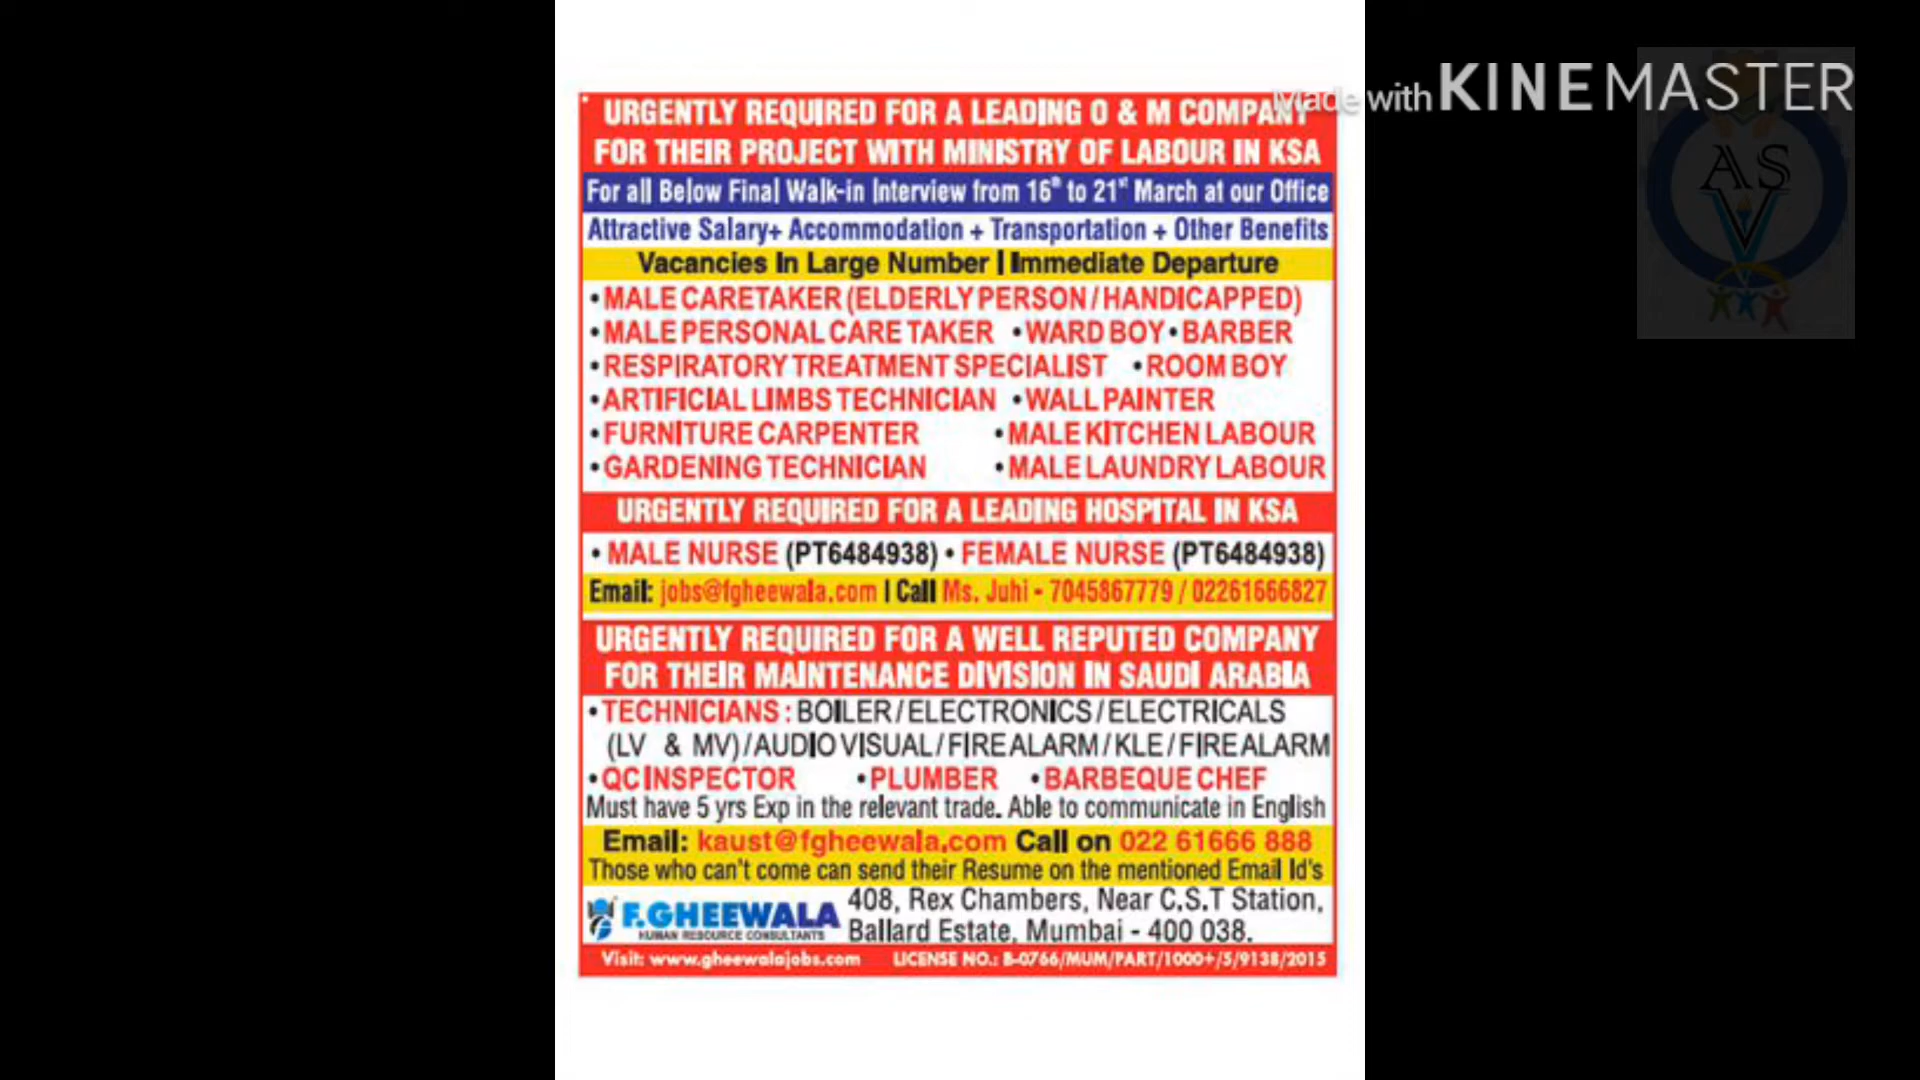 Made with KINEMASTER
AS
V
URGENTLY REQUIRED FOR A LEADING O & M COMPANY
FOR THEIR PROJECT WITH MINISTRY OF LABOUR IN KSA
For all Below Final Walk-in Interview from 16th to 21st March at our Office
Attractive Salary+ Accommodation + Transportation + Other Benefits
Vacancies In Large Number | Immediate Departure
• MALE CARETAKER (ELDERLY PERSON / HANDICAPPED)
• MALE PERSONAL CARE TAKER • WARD BOY • BARBER
• RESPIRATORY TREATMENT SPECIALIST • ROOM BOY
• ARTIFICIAL LIMBS TECHNICIAN • WALL PAINTER
• FURNITURE CARPENTER • MALE KITCHEN LABOUR
• GARDENING TECHNICIAN • MALE LAUNDRY LABOUR
URGENTLY REQUIRED FOR A LEADING HOSPITAL IN KSA
• MALE NURSE (PT6484938) • FEMALE NURSE (PT6484938)
Email: jobs@fgheewala.com | Call Ms. Juhi - 7045867779 / 02261666827
URGENTLY REQUIRED FOR A WELL REPUTED COMPANY
FOR THEIR MAINTENANCE DIVISION IN SAUDI ARABIA
• TECHNICIANS : BOILER / ELECTRONICS / ELECTRICALS
(LV & MV) / AUDIO VISUAL / FIRE ALARM / KLE / FIRE ALARM
• QC INSPECTOR • PLUMBER • BARBEQUE CHEF
Must have 5 yrs Exp in the relevant trade. Able to communicate in English
Email: kaust@fgheewala.com Call on 022 61666 888
Those who can't come can send their Resume on the mentioned Email Id's
F.GHEEWALA
HUMAN RESOURCE CONSULTANTS
408, Rex Chambers, Near C.S.T Station,
Ballard Estate, Mumbai - 400 038.
Visit: www.gheewalajobs.com LICENSE NO.: B-0766/MUM/PART/1000+/5/9138/2015